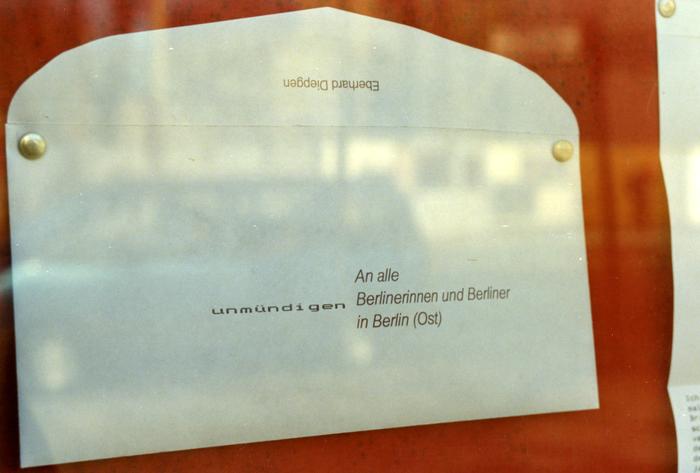 Eberhard Diepgen
An alle
unmündigen Berlinerinnen und Berliner
in Berlin (Ost)